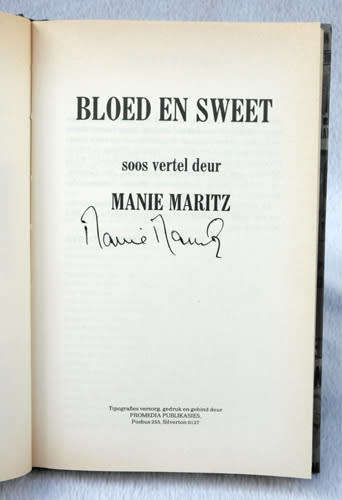 BLOED EN SWEET
soos vertel deur
MANIE MARITZ
Manie Maritz
Tipografies versorg, gedruk en gebind deur
PROMEDIA PUBLIKASIES,
Posbus 255, Silverton 0127